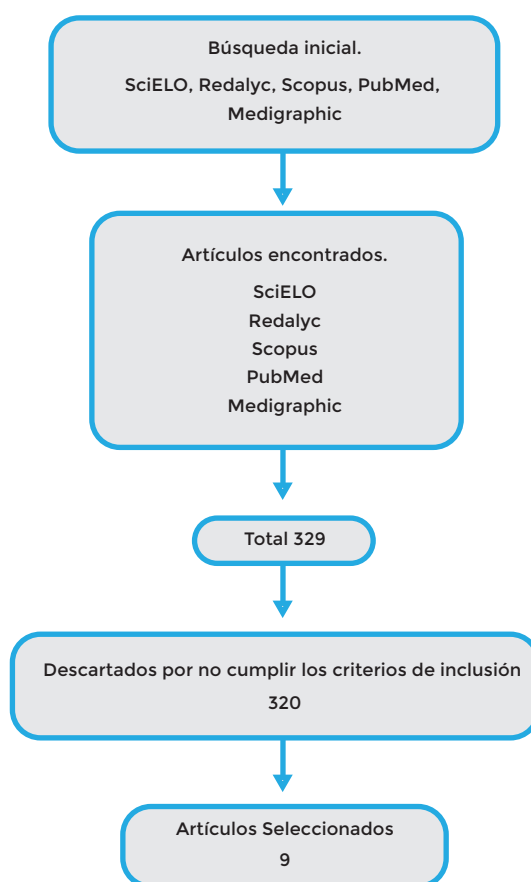 Búsqueda inicial.
SciELO, Redalyc, Scopus, PubMed,
Medigraphic
Artículos encontrados.
SciELO
Redalyc
Scopus
PubMed
Medigraphic
Total 329
Descartados por no cumplir los criterios de inclusión
320
Artículos Seleccionados
9